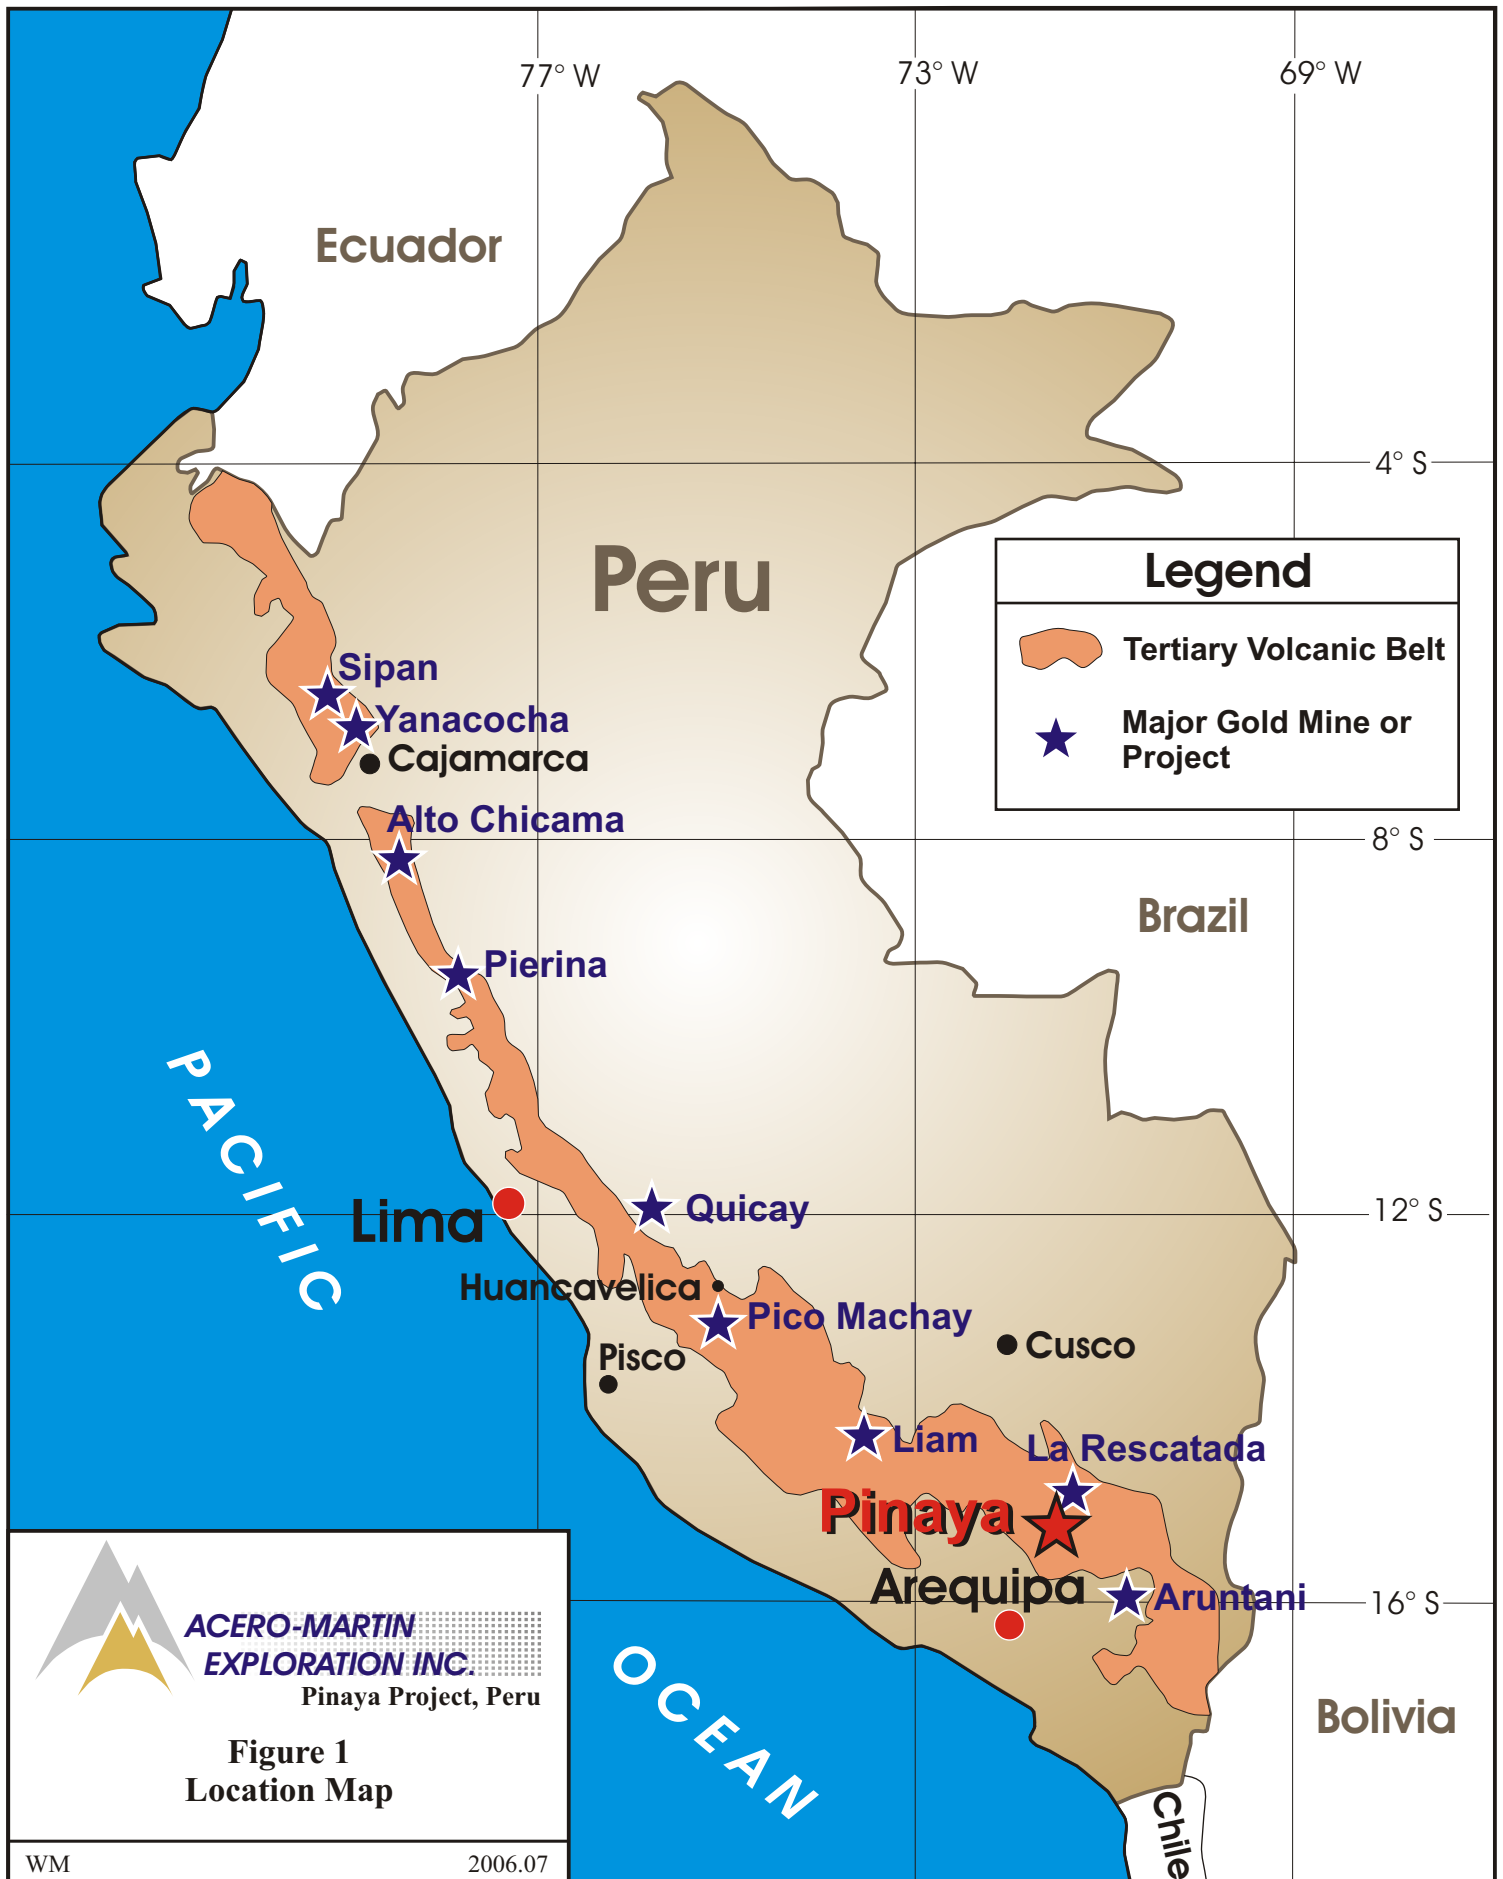 77° W
73° W
69° W
Ecuador
4° S
Peru
Legend
Tertiary Volcanic Belt
Major Gold Mine or
Project
Sipan
Yanacocha
Cajamarca
Alto Chicama
8° S
Brazil
Pierina
PACIFIC
Lima
Quicay
12° S
Huancavelica
Pico Machay
Pisco
Cusco
Liam
La Rescatada
Pinaya
Arequipa
Aruntani
16° S
OCEAN
Bolivia
Chile
ACERO-MARTIN
EXPLORATION INC.
Pinaya Project, Peru
Figure 1
Location Map
WM
2006.07